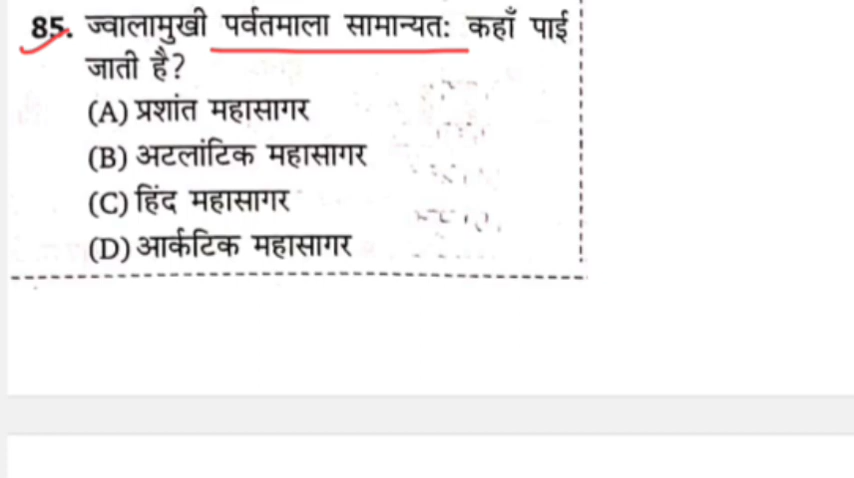 85. ज्वालामुखी पर्वतमाला सामान्यतः कहाँ पाई
जाती है?
(A) प्रशांत महासागर
(B) अटलांटिक महासागर
(C) हिंद महासागर
(D) आर्कटिक महासागर